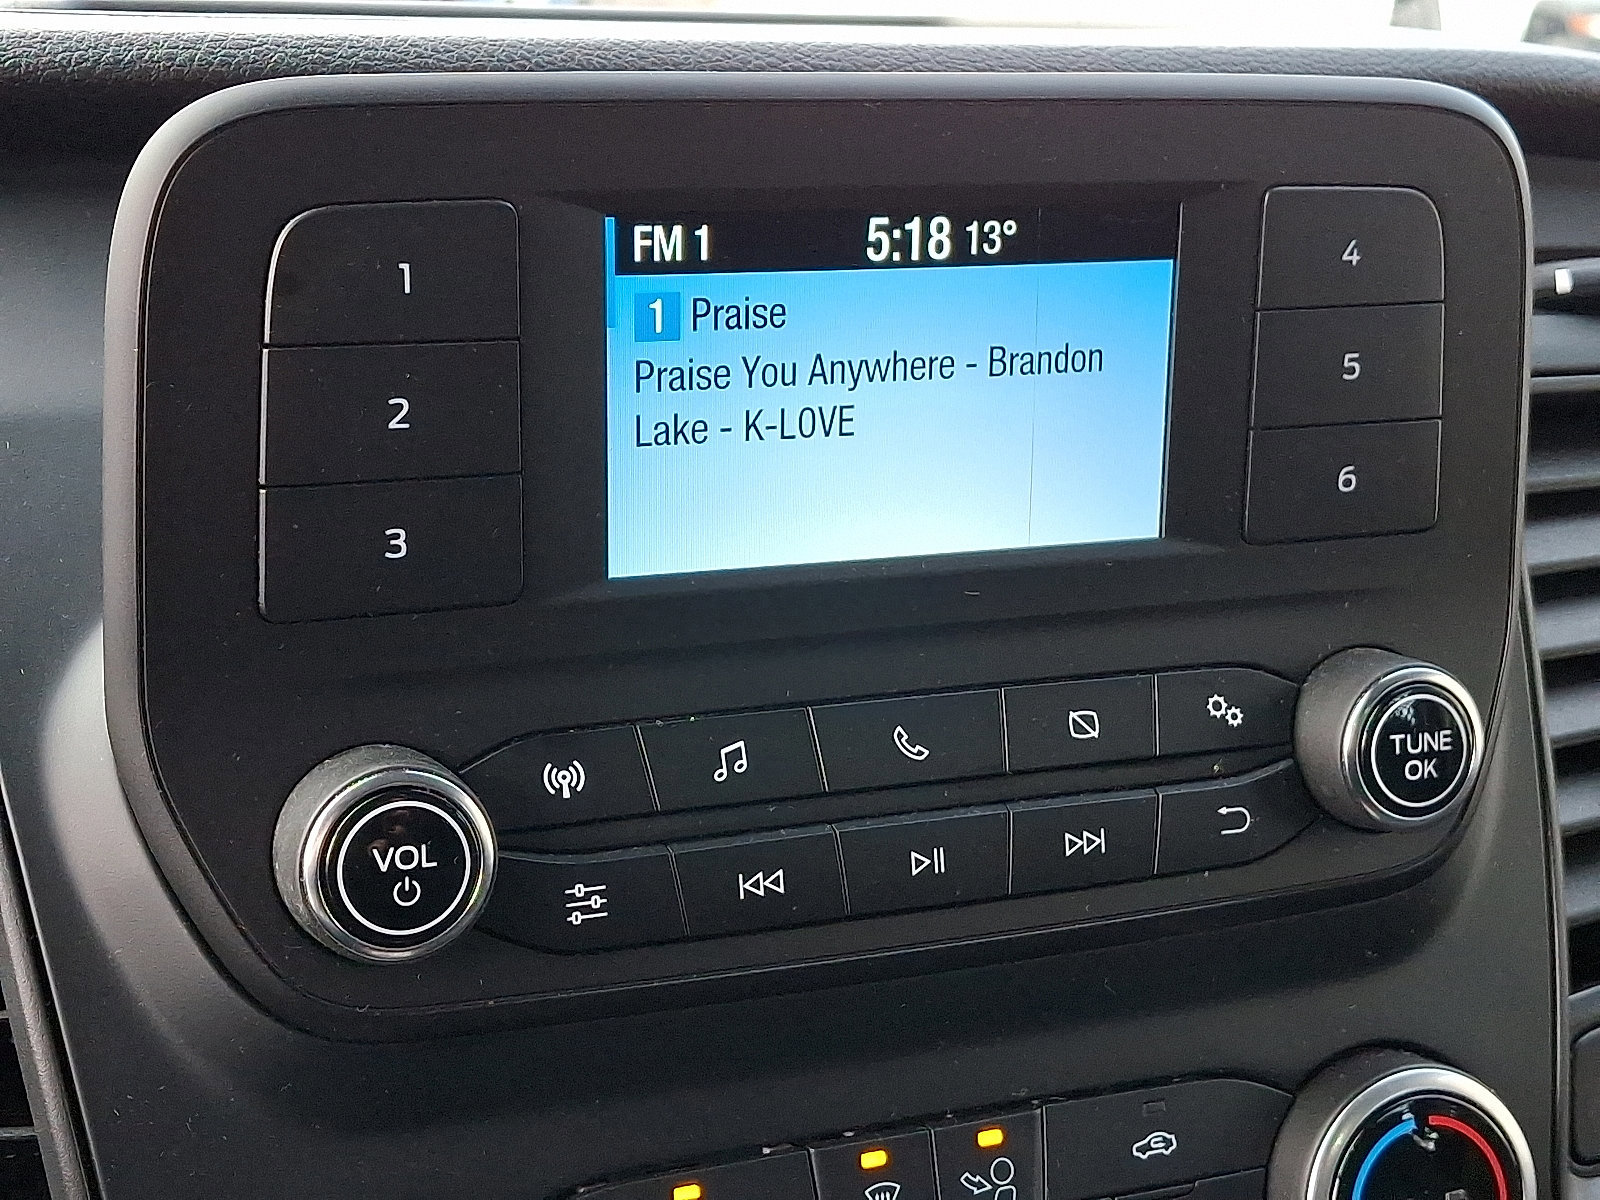 FM 1 5:18 13°
1 Praise
Praise You Anywhere - Brandon
Lake - K-LOVE
1
2
3
4
5
6
VOL
TUNE
OK